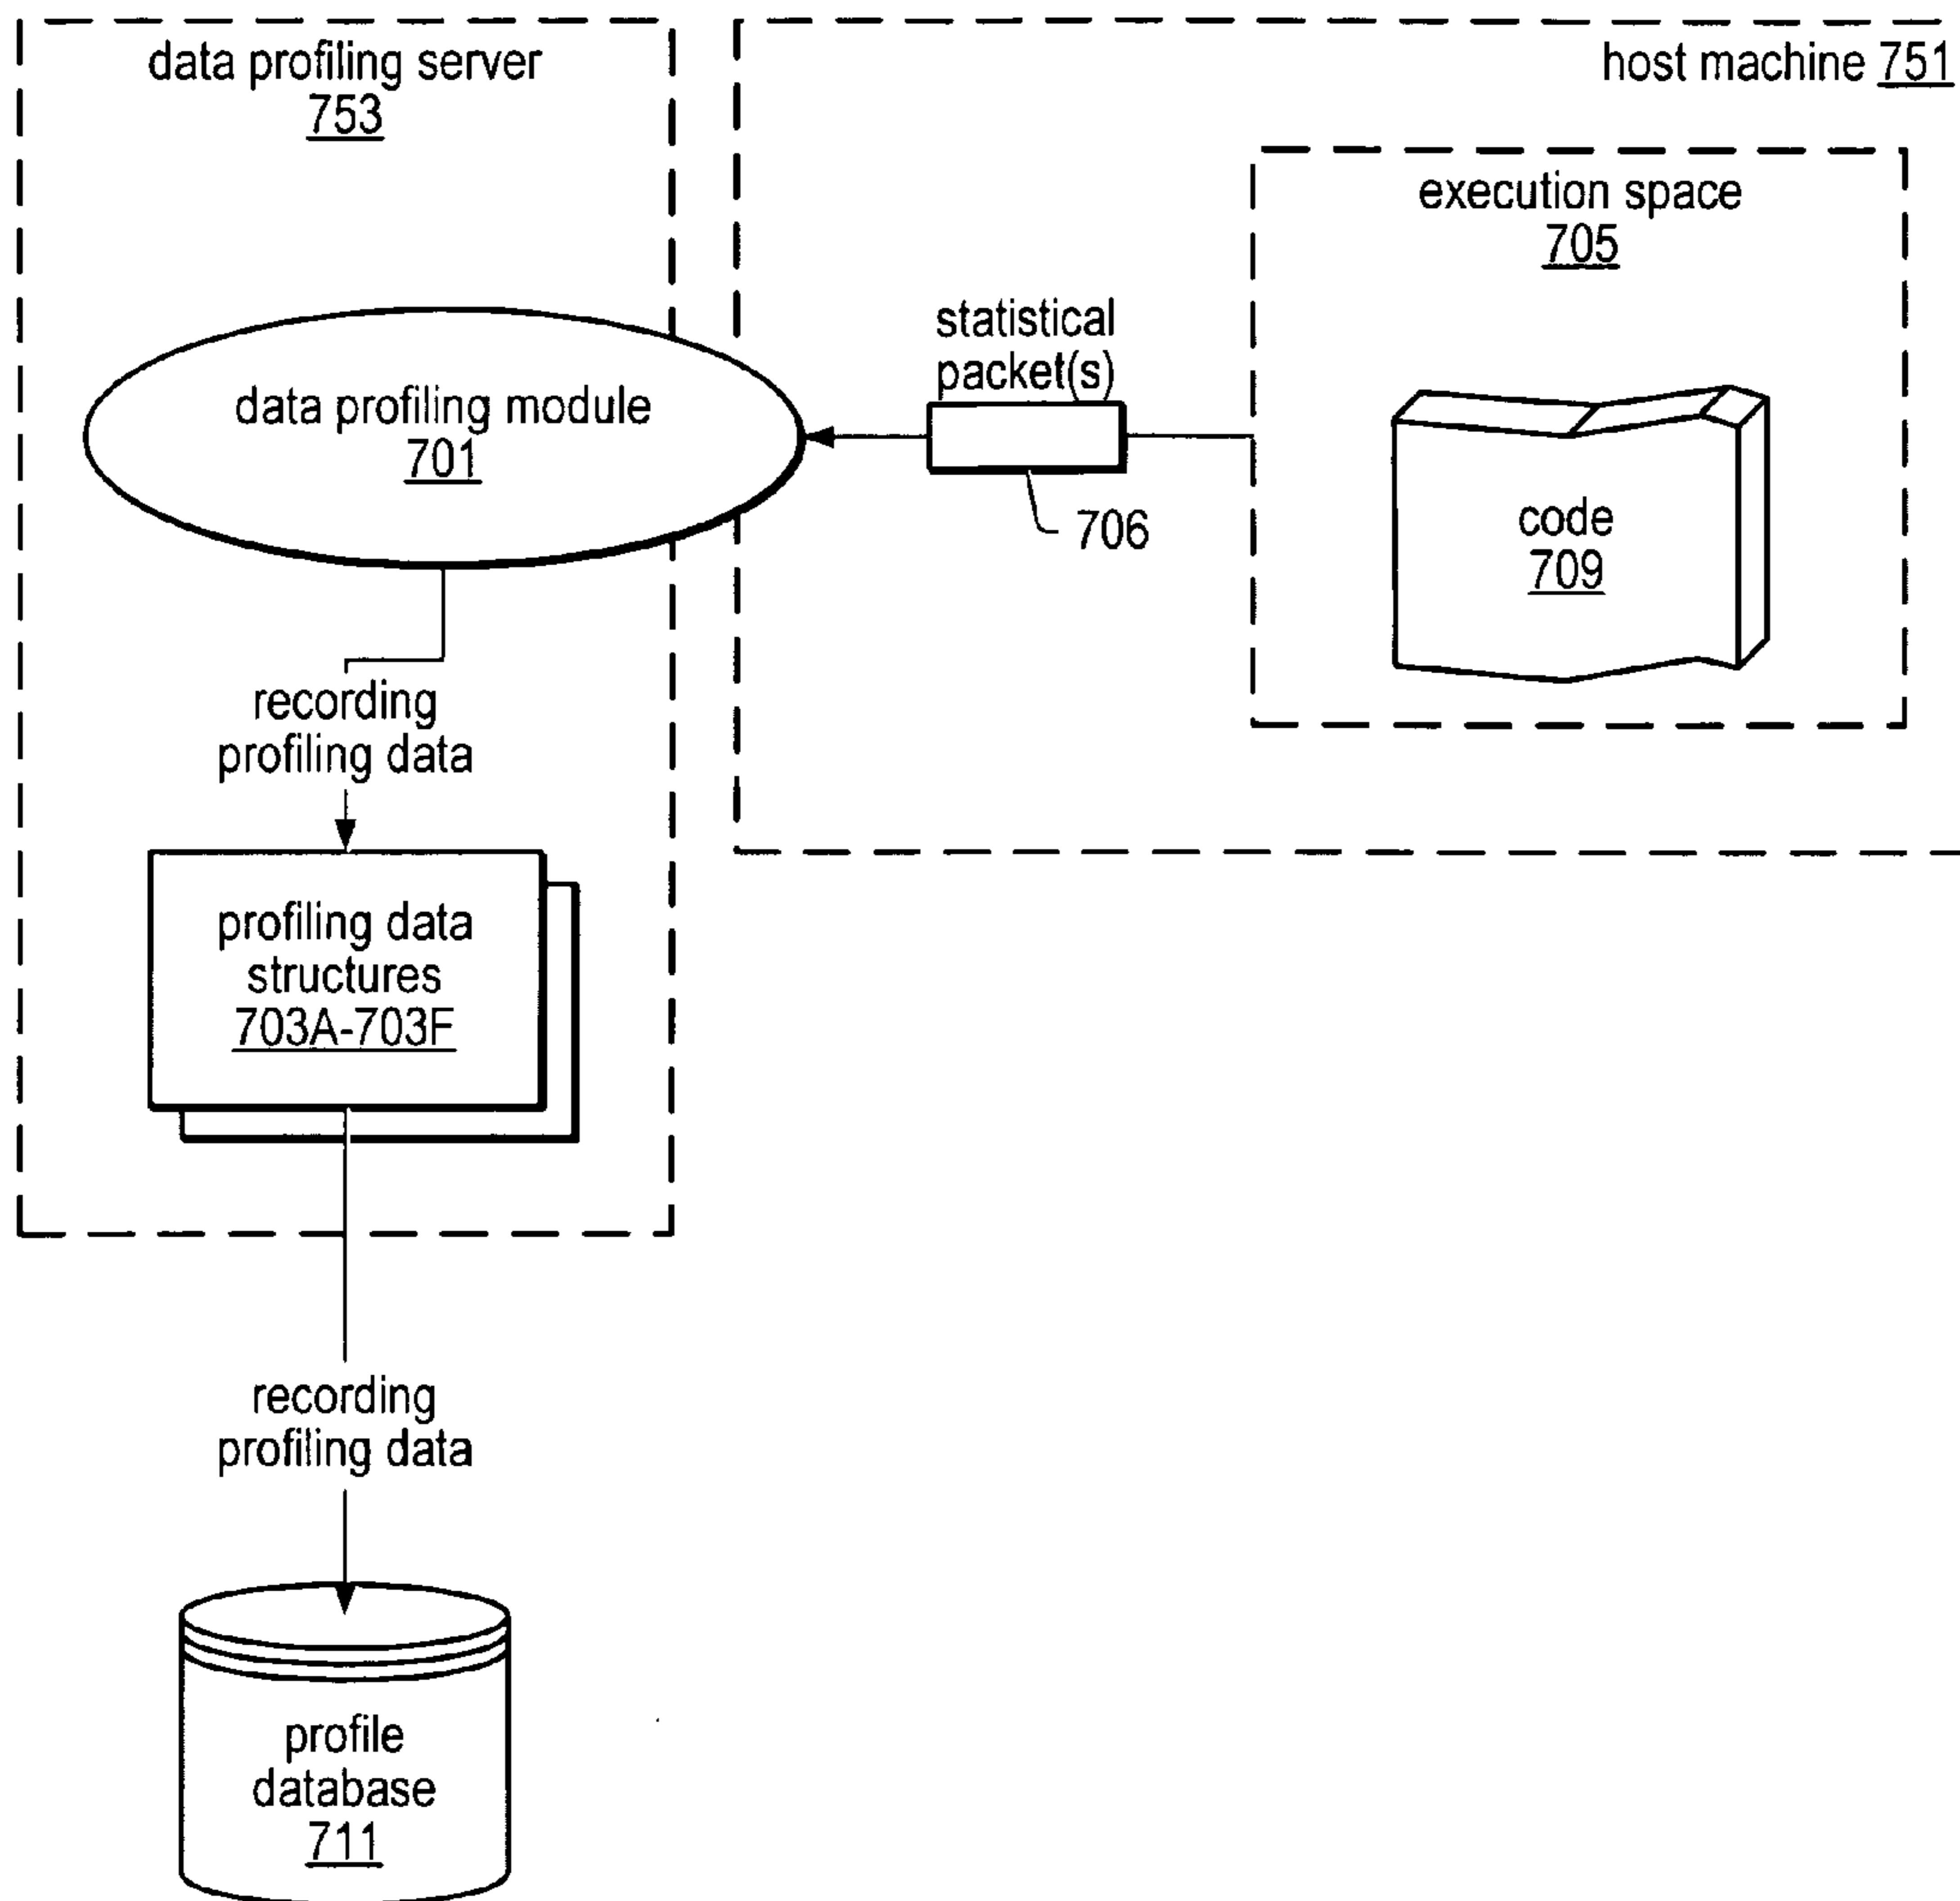 data profiling server
753
host machine 751
execution space
705
statistical
packet(s)
706
data profiling module
701
code
709
recording
profiling data
profiling data
structures
703A-703F
recording
profiling data
profile
database
711